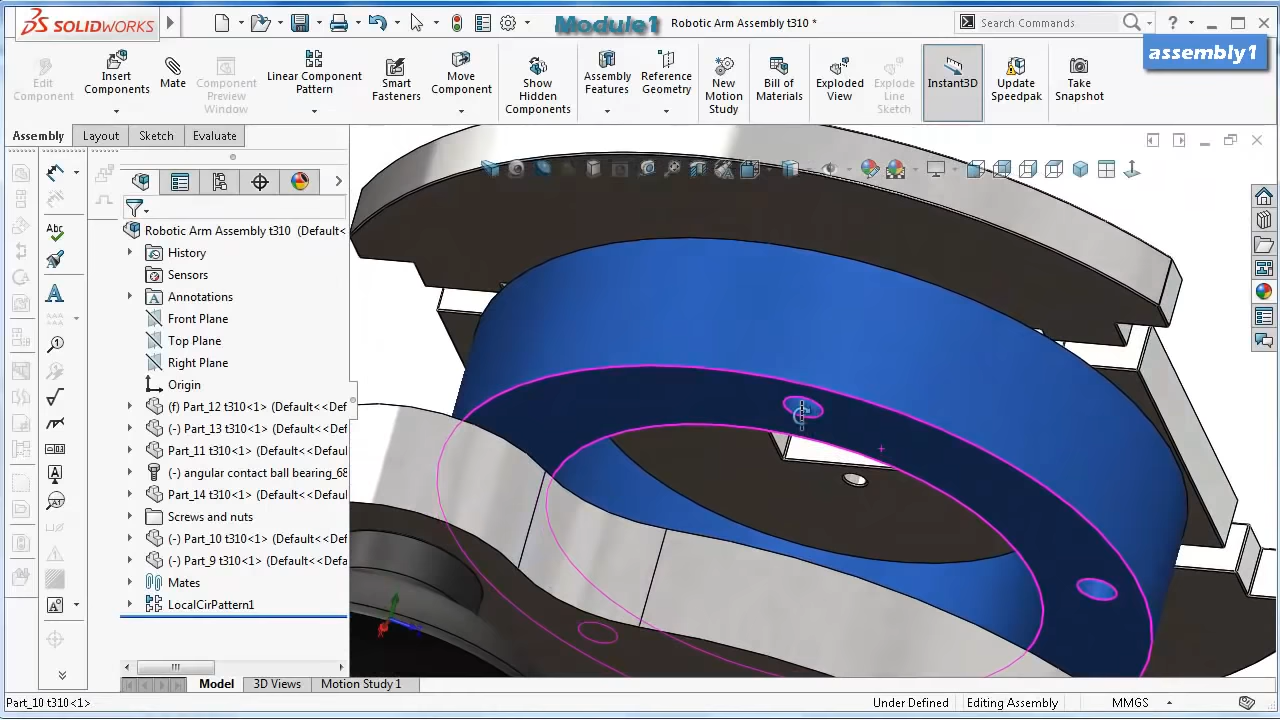 SOLIDWORKS
Module1
Robotic Arm Assembly t310 *
Search Commands
assembly1
Edit
Component
Insert
Components
Mate
Component
Preview
Window
Linear Component
Pattern
Smart
Fasteners
Move
Component
Show
Hidden
Components
Assembly
Features
Reference
Geometry
New
Motion
Study
Bill of
Materials
Exploded
View
Explode
Line
Sketch
Instant3D
Update
Speedpak
Take
Snapshot
Assembly
Layout
Sketch
Evaluate
Robotic Arm Assembly t310 (Default<
History
Sensors
Annotations
Front Plane
Top Plane
Right Plane
Origin
(f) Part_12 t310<1> (Default<<Def
(-) Part_13 t310<1> (Default<<Def
Part_11 t310<1> (Default<<Default
(-) angular contact ball bearing_68
Part_14 t310<1> (Default<<Default
Screws and nuts
(-) Part_10 t310<1> (Default<<Def
(-) Part_9 t310<1> (Default<<Defa
Mates
LocalCirPattern1
Model
3D Views
Motion Study 1
Part_10 t310<1>
Under Defined
Editing Assembly
MMGS